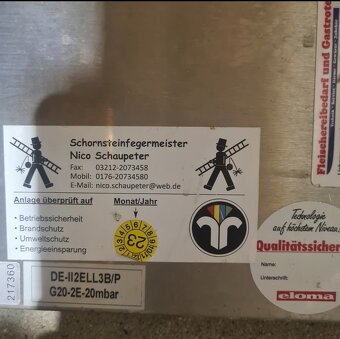 Schornsteinfegermeister
Nico Schaupeter
Fax: 03212-2073458
Mobil: 0176-20734580
E-Mail: nico.schaupeter@web.de
Anlage überprüft auf
Monat/Jahr
- Betriebssicherheit
- Brandschutz
- Umweltschutz
- Energieeinsparung
23
217360
DE-II2ELL3B/P
G20-2E-20mbar
Fleischereibedarf und Gastrote
Technologie
auf höchstem Niveau.
Qualitätssicher
Name:
Unterschrift:
eloma